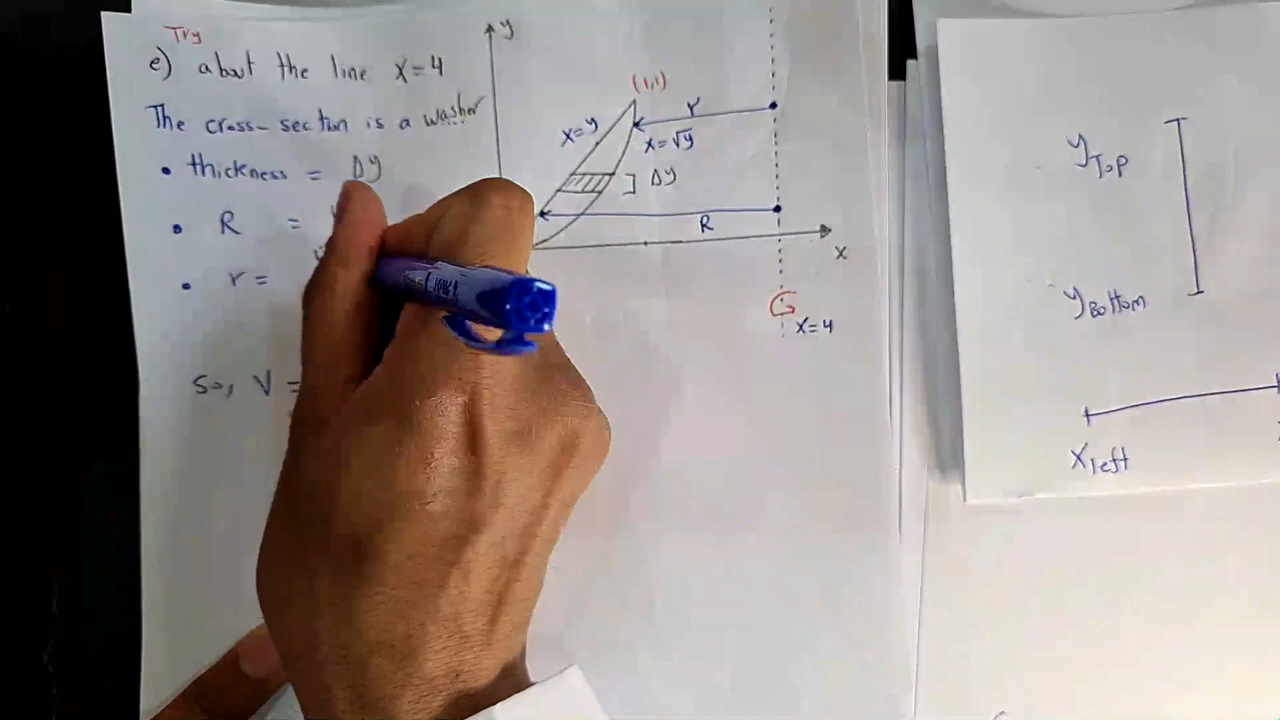 Try
e) about the line x=4
The cross-section is a washer
• thickness = Δy
• R =
• r =
so, V =
y
(1,1)
r
x=y
x=√y
Δy
R
x
x=4
y Top
y Bottom
x left